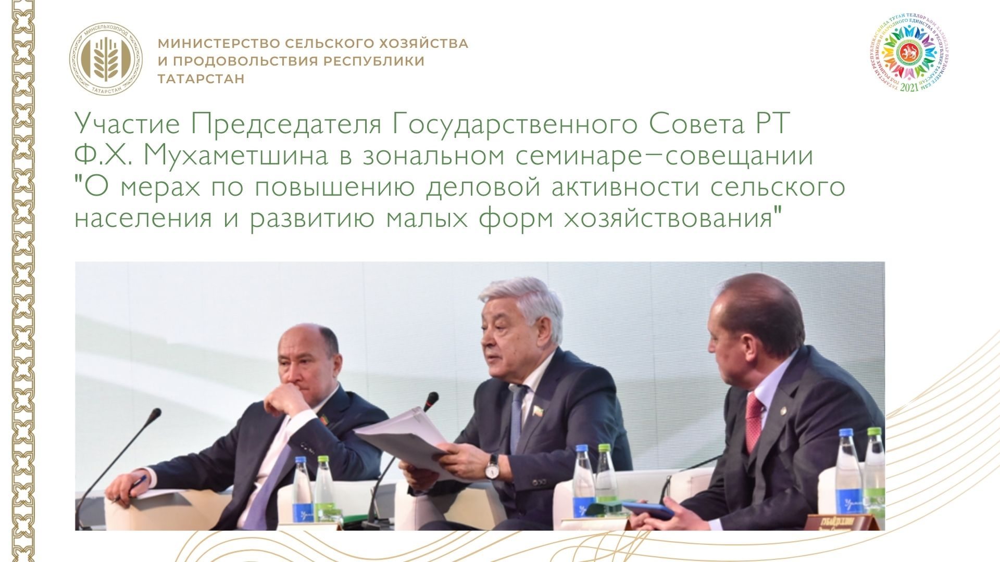 МИНСЕЛЬХОЗПРОД
ТАТАРСТАН
МИНИСТЕРСТВО СЕЛЬСКОГО ХОЗЯЙСТВА
И ПРОДОВОЛЬСТВИЯ РЕСПУБЛИКИ
ТАТАРСТАН
ТАТАРСТАН РЕСПУБЛИКАСЫНДА ТУГАН ТЕЛЛӘР ҺӘМ ХАЛЫКЛАР БЕРДӘМЛЕГЕ ЕЛЫ
ГОД РОДНЫХ ЯЗЫКОВ И НАРОДНОГО ЕДИНСТВА В РЕСПУБЛИКЕ ТАТАРСТАН
2021
Участие Председателя Государственного Совета РТ
Ф.Х. Мухаметшина в зональном семинаре–совещании
"О мерах по повышению деловой активности сельского
населения и развитию малых форм хозяйствования"